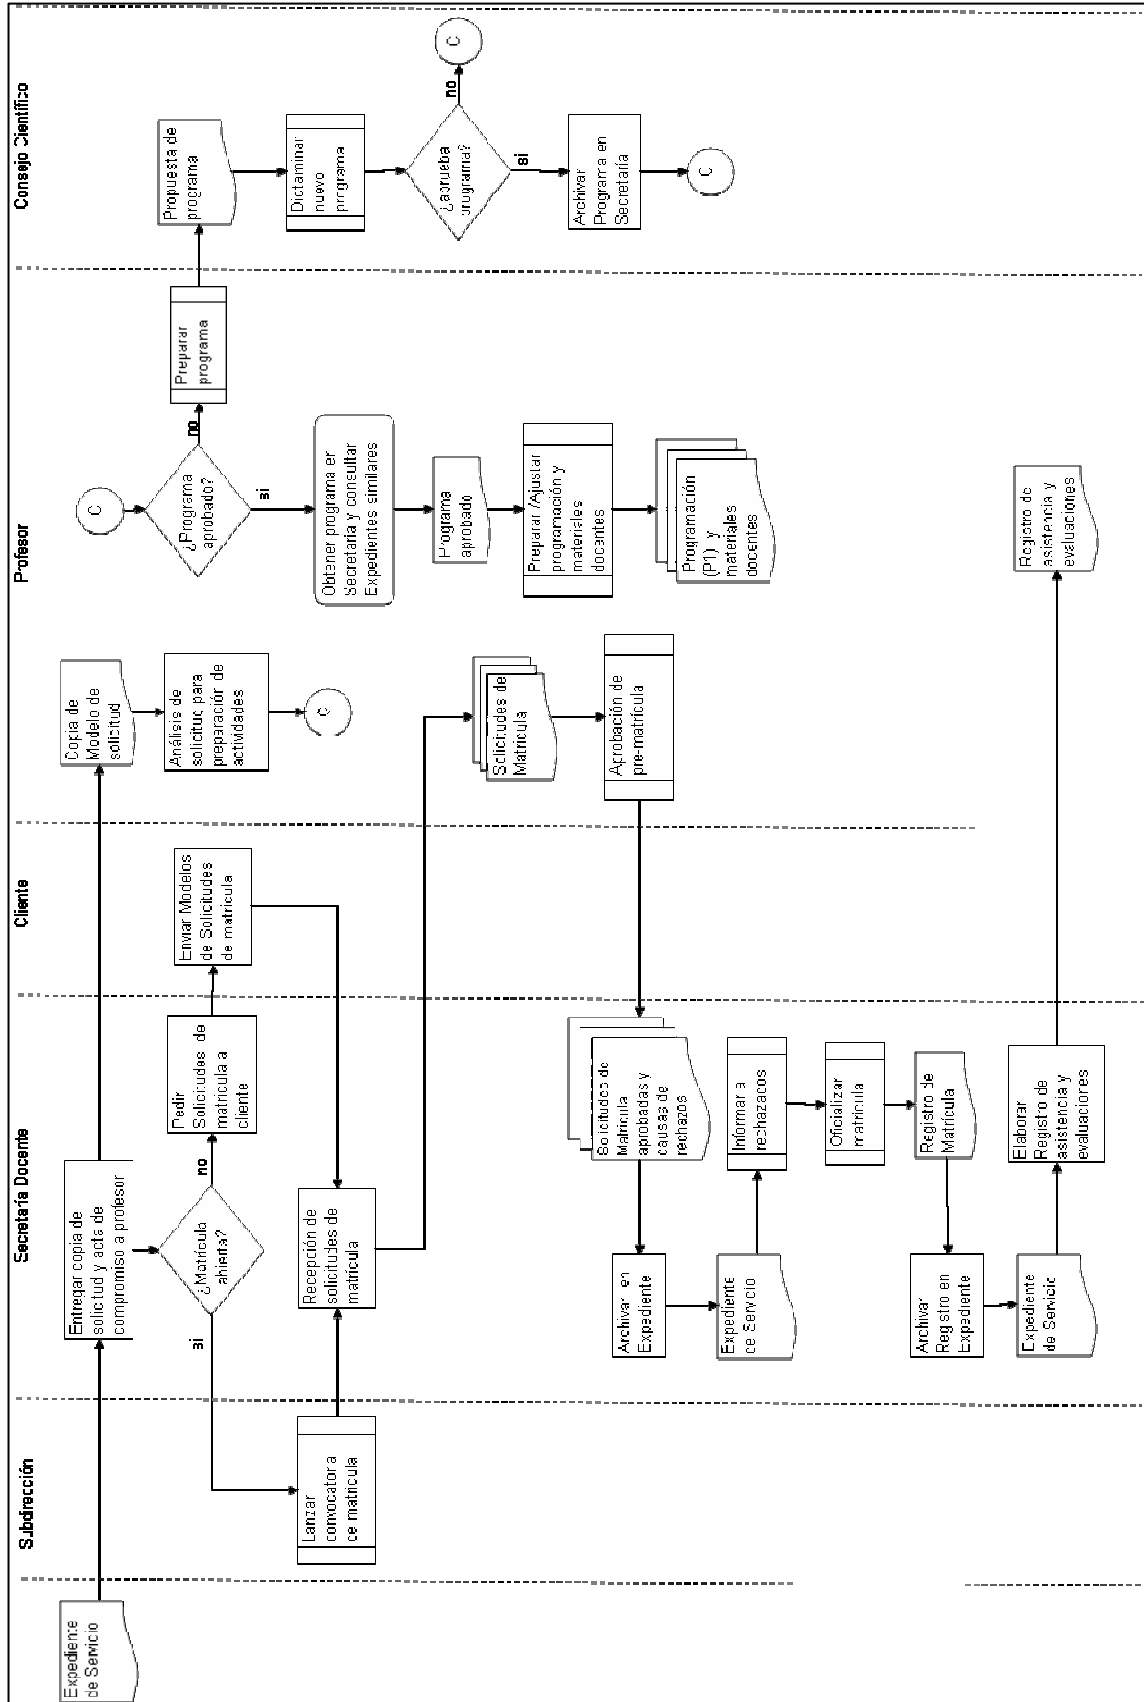 Subdirección
Secretaría Docente
Cliente
Profesor
Consejo Científico
Expediente
de Servicio
Entregar copia de
solicitud y acta de
compromiso a profesor
Copia de
Modelo de
solicitud
¿Matrícula
abierta?
si
no
Pedir
Solicitudes de
matrícula a
cliente
Enviar Modelos
de Solicitudes
de matrícula
Análisis de
solicitud para
preparación de
actividades
C
C
¿Programa
aprobado?
no
si
Preparar
programa
Propuesta de
programa
Dictaminar
nuevo
programa
¿aprueba
programa?
no
C
si
Archivar
Programa en
Secretaría
C
Lanzar
convocatoria
de matrícula
Recepción de
solicitudes de
matrícula
Obtener programa en
Secretaría y consultar
Expedientes similares
Programa
aprobado
Preparar /Ajustar
programación y
materiales
docentes
Programación
(P1) y
materiales
docentes
Solicitudes de
Matrícula
Aprobación de
pre-matrícula
Solicitudes de
Matrícula
aprobadas y
causas de
rechazos
Archivar en
Expediente
Expediente
de Servicio
Informar a
rechazados
Oficializar
matrícula
Registro de
Matrícula
Archivar
Registro en
Expediente
Expediente
de Servicio
Elaborar
Registro de
asistencia y
evaluaciones
Registro de
asistencia y
evaluaciones